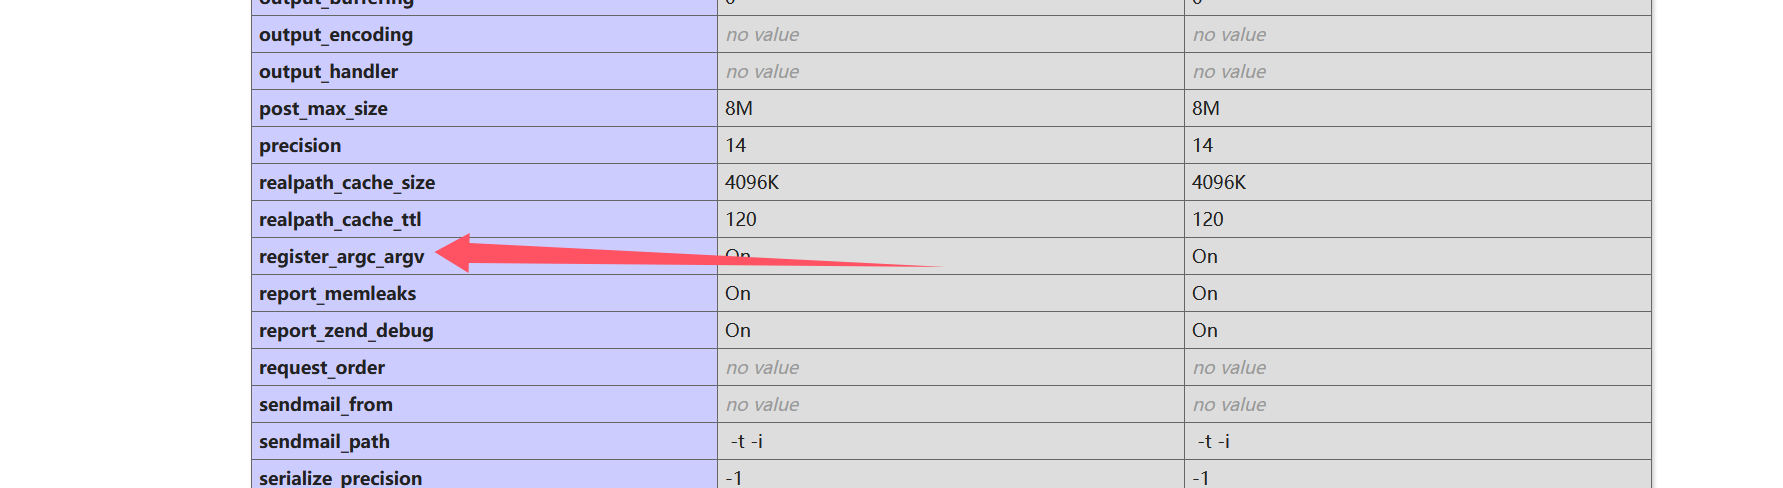 output_buffering 0 0
output_encoding no value no value
output_handler no value no value
post_max_size 8M 8M
precision 14 14
realpath_cache_size 4096K 4096K
realpath_cache_ttl 120 120
register_argc_argv On On
report_memleaks On On
report_zend_debug On On
request_order no value no value
sendmail_from no value no value
sendmail_path -t -i -t -i
serialize_precision -1 -1